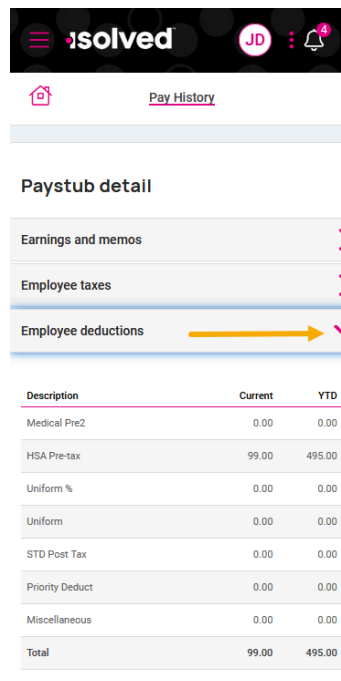 isolved
JD
4
Pay History
Paystub detail
Earnings and memos
Employee taxes
Employee deductions
Description Current YTD
Medical Pre2 0.00 0.00
HSA Pre-tax 99.00 495.00
Uniform % 0.00 0.00
Uniform 0.00 0.00
STD Post Tax 0.00 0.00
Priority Deduct 0.00 0.00
Miscellaneous 0.00 0.00
Total 99.00 495.00